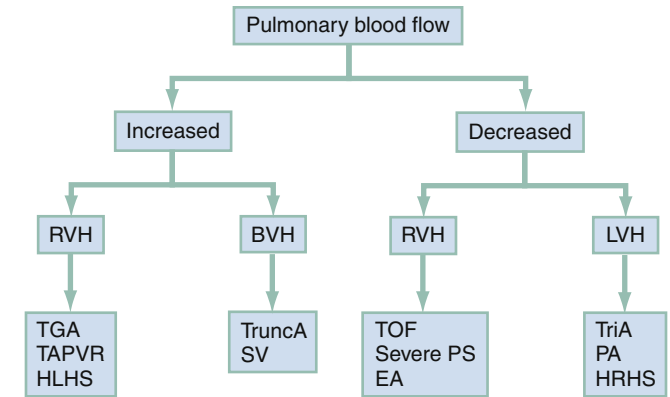 Pulmonary blood flow
Increased
Decreased
RVH
BVH
RVH
LVH
TGA
TAPVR
HLHS
TruncA
SV
TOF
Severe PS
EA
TriA
PA
HRHS